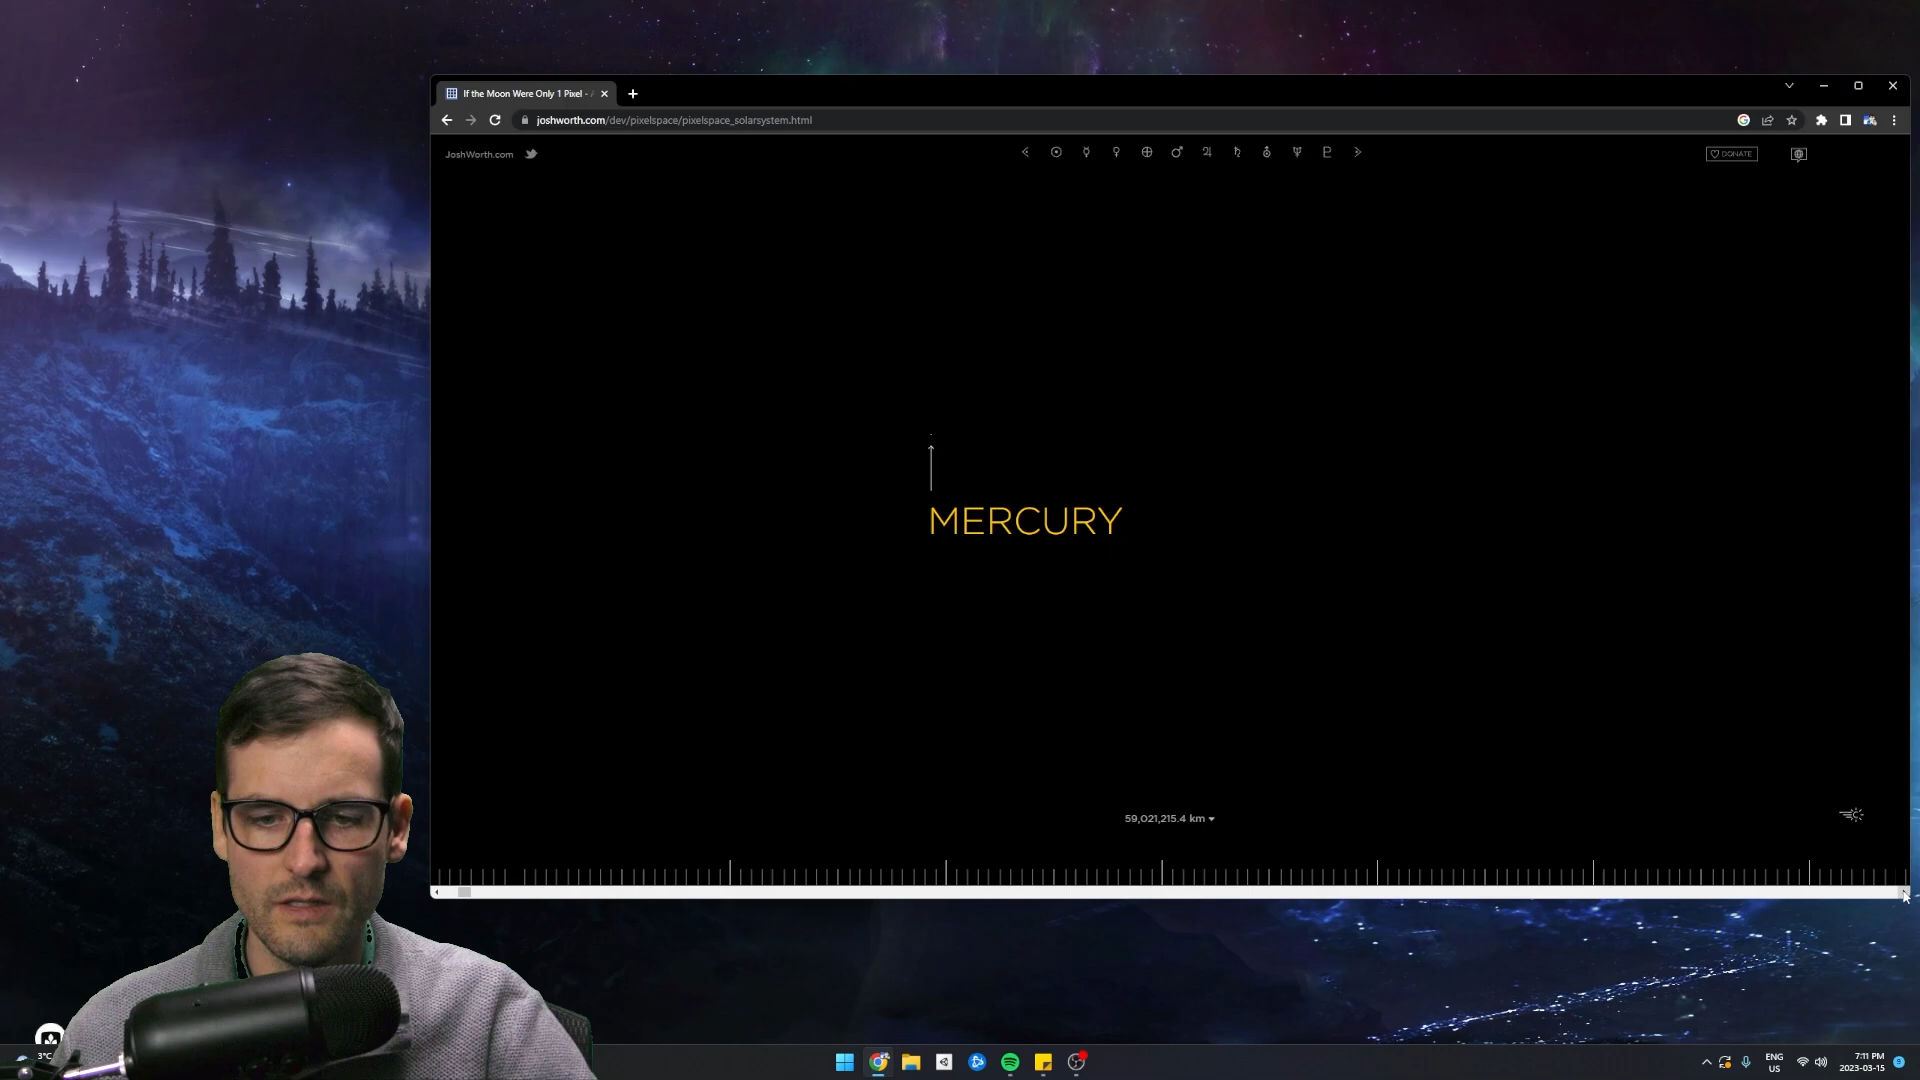 If the Moon Were Only 1 Pixel -
joshworth.com/dev/pixelspace/pixelspace_solarsystem.html
JoshWorth.com
DONATE
MERCURY
59,021,215.4 km
3°C
ENG
US
7:11 PM
2023-03-15